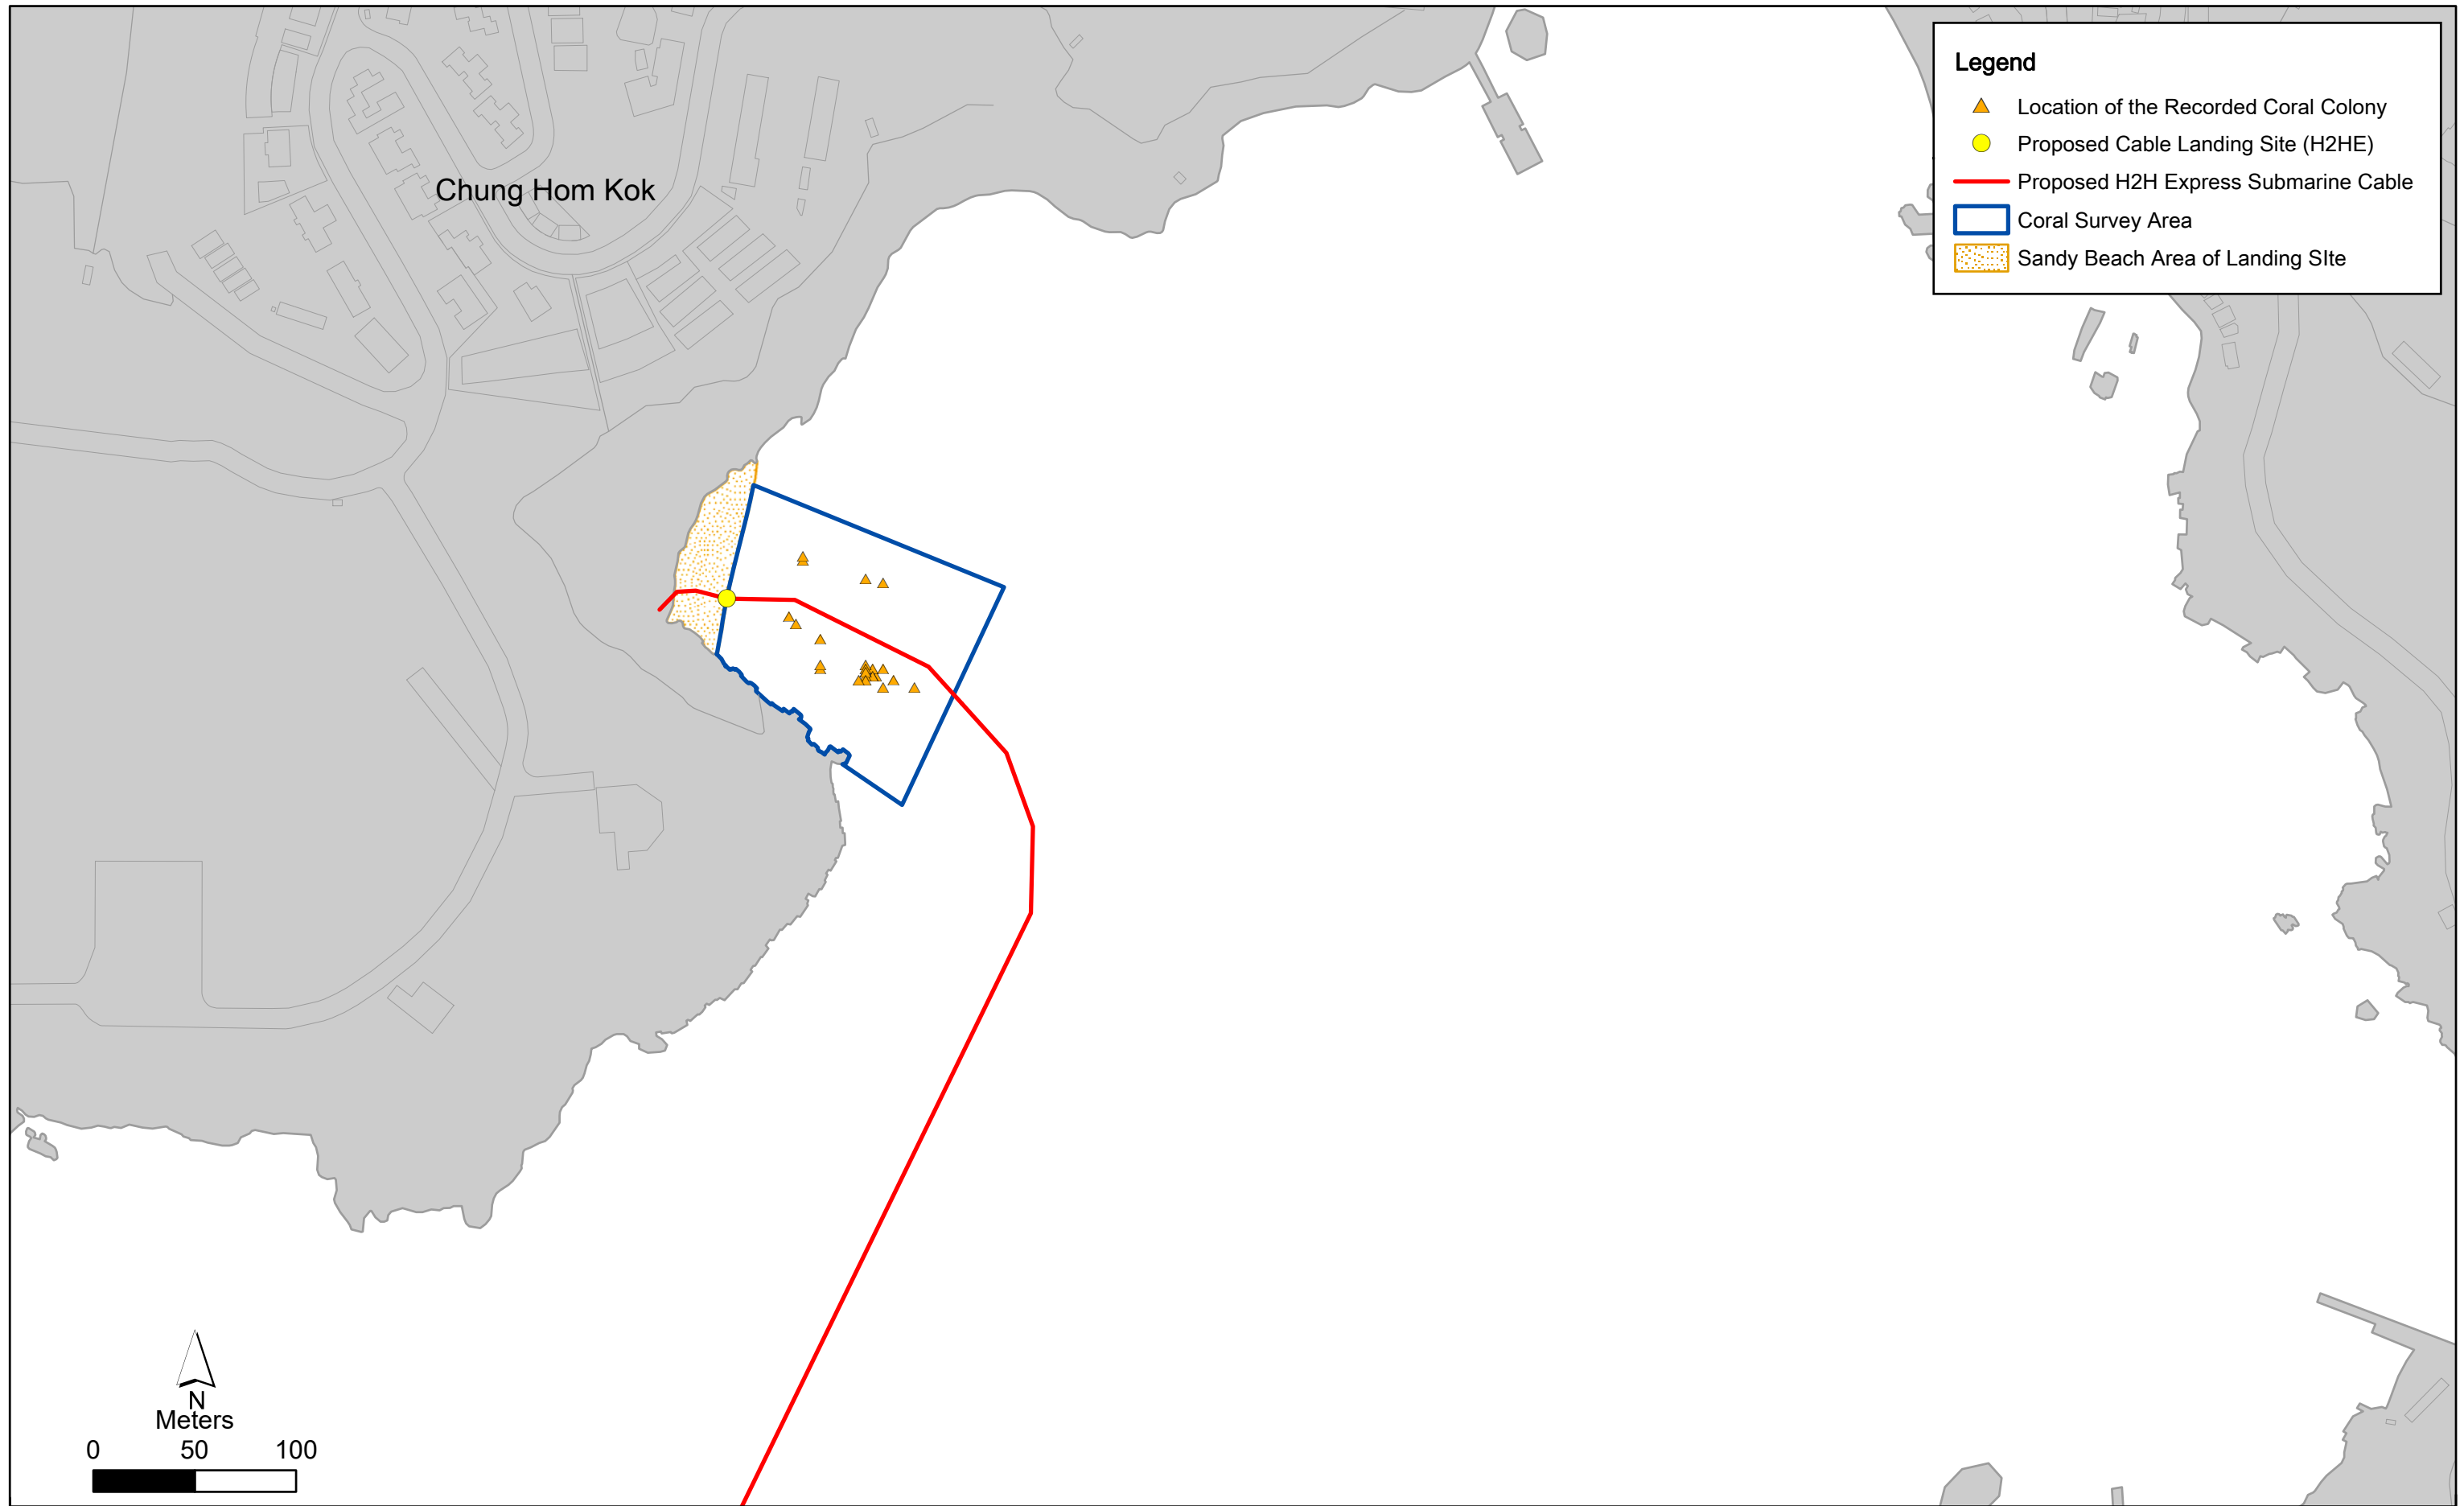 Legend
Location of the Recorded Coral Colony
Proposed Cable Landing Site (H2HE)
Proposed H2H Express Submarine Cable
Coral Survey Area
Sandy Beach Area of Landing SIte
Chung Hom Kok
N
Meters
0 50 100